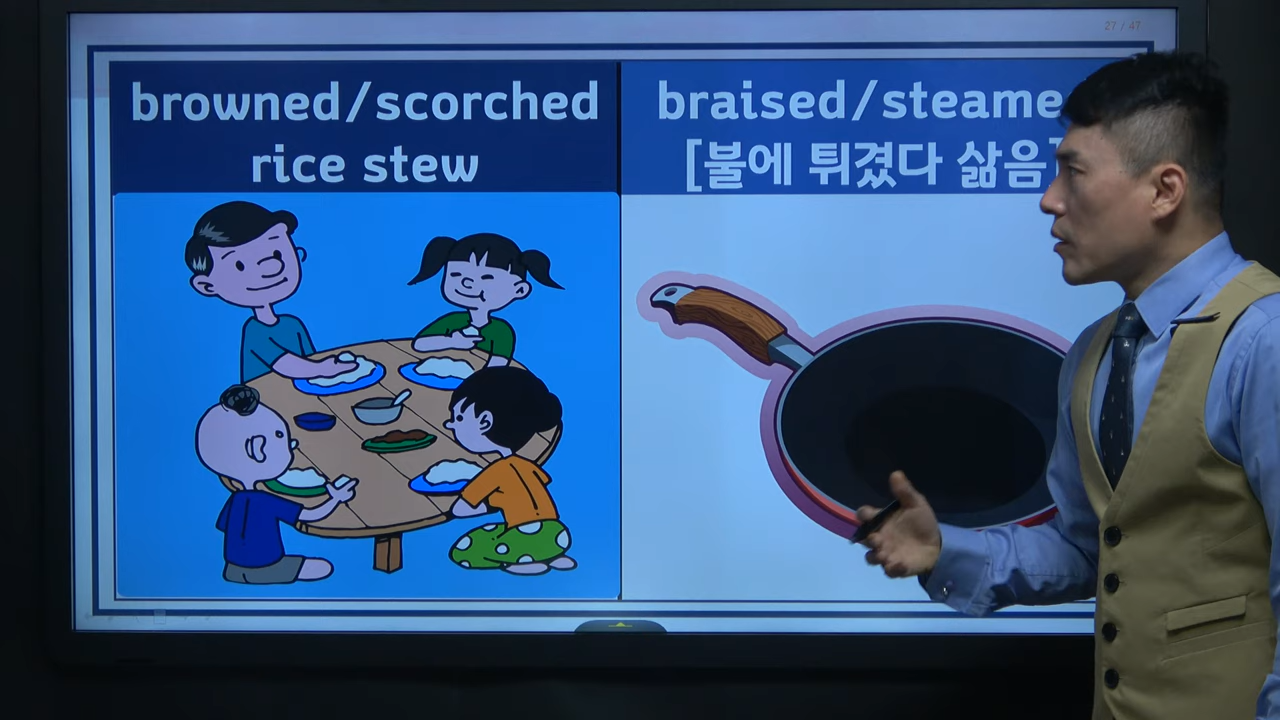 27 / 47
browned/scorched
rice stew
braised/steame
[불에 튀겼다 삶음]